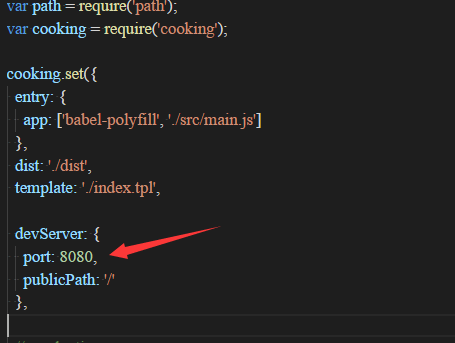 var path = require('path');
var cooking = require('cooking');
cooking.set({
entry: {
app: ['babel-polyfill', './src/main.js']
},
dist: './dist',
template: './index.tpl',
devServer: {
port: 8080,
publicPath: '/'
},